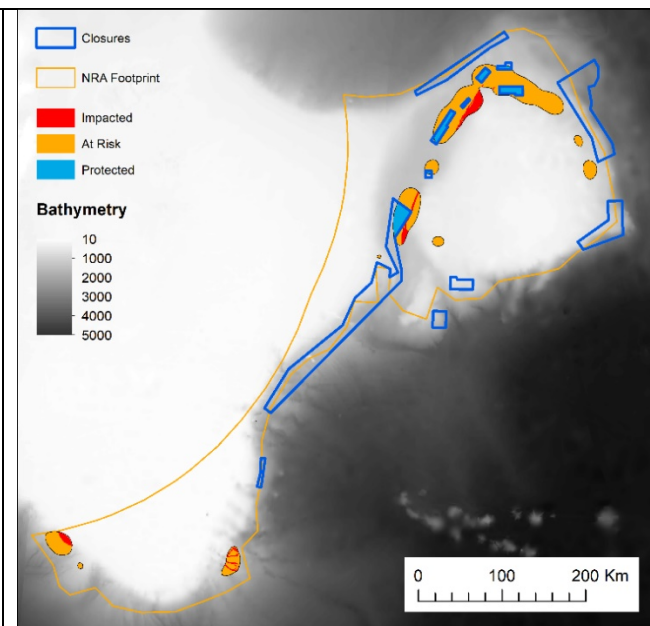 Closures
NRA Footprint
Impacted
At Risk
Protected
Bathymetry
10
1000
2000
3000
4000
5000
0 100 200 Km